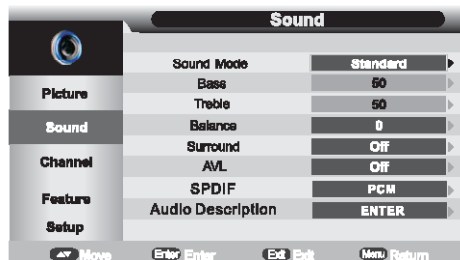 Sound
Sound Mode Standard
Bass 50
Treble 50
Balance 0
Surround Off
AVL Off
SPDIF PCM
Audio Description ENTER
Picture
Sound
Channel
Feature
Setup
Move Enter Enter Exit Exit Menu Return